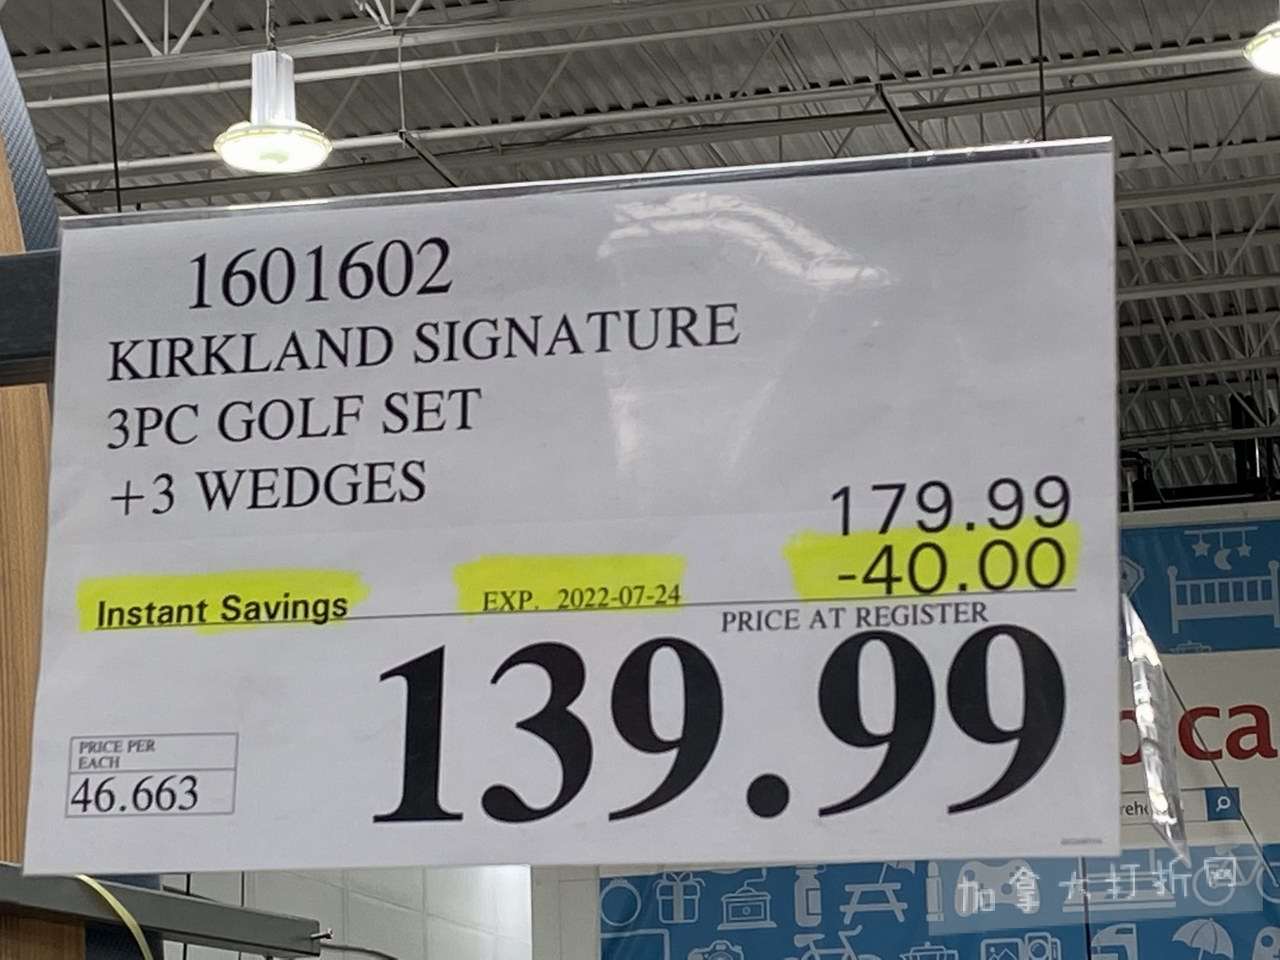 1601602
KIRKLAND SIGNATURE
3PC GOLF SET
+3 WEDGES
179.99
-40.00
Instant Savings
EXP. 2022-07-24
PRICE AT REGISTER
139.99
PRICE PER
EACH
46.663
ca
加拿大打折网